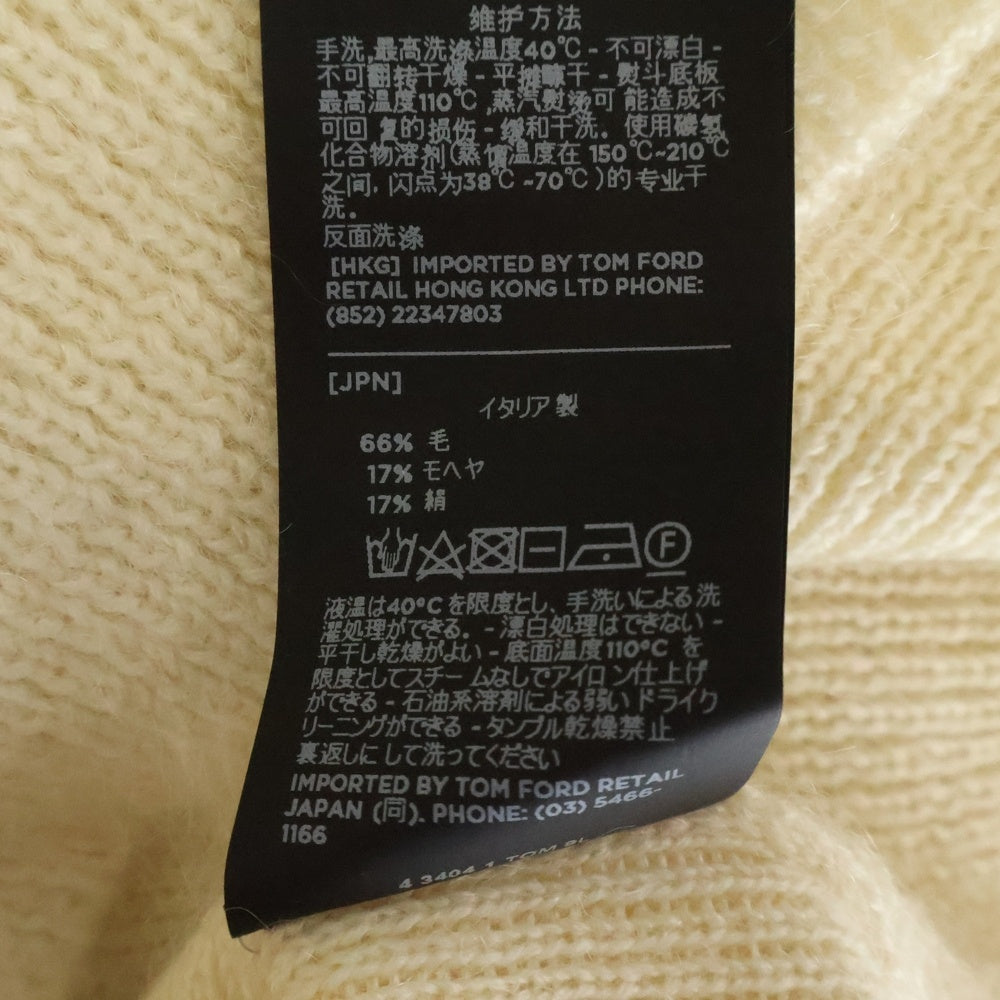 维护方法
手洗,最高洗涤温度40°C - 不可漂白 -
不可翻转干燥 - 平摊晾干 - 熨斗底板
最高温度110°C ,蒸汽熨烫可 能造成不
可回 复的损伤 - 缓和干洗。使用碳氢
化合物溶剂(蒸馏温度在 150°C~210°C
之间, 闪点为38°C ~70°C )的专业干
洗。
反面洗涤
[HKG] IMPORTED BY TOM FORD
RETAIL HONG KONG LTD PHONE:
(852) 22347803
[JPN]
イタリア 製
66% 毛
17% モヘヤ
17% 絹
F
液温は40°C を限度とし、手洗いによる 洗
濯処理ができる. - 漂白処理はできない -
平干し乾燥がよい - 底面温度110°C を
限度としてスチームなしでアイロ ン仕上げ
ができる - 石油系溶剤による弱い ドライク
リーニングができる - タンブル乾燥禁止
裏返しに して洗ってください
IMPORTED BY TOM FORD RETAIL
JAPAN (同). PHONE: (03) 5466-
1166
4 3404 1 TOM